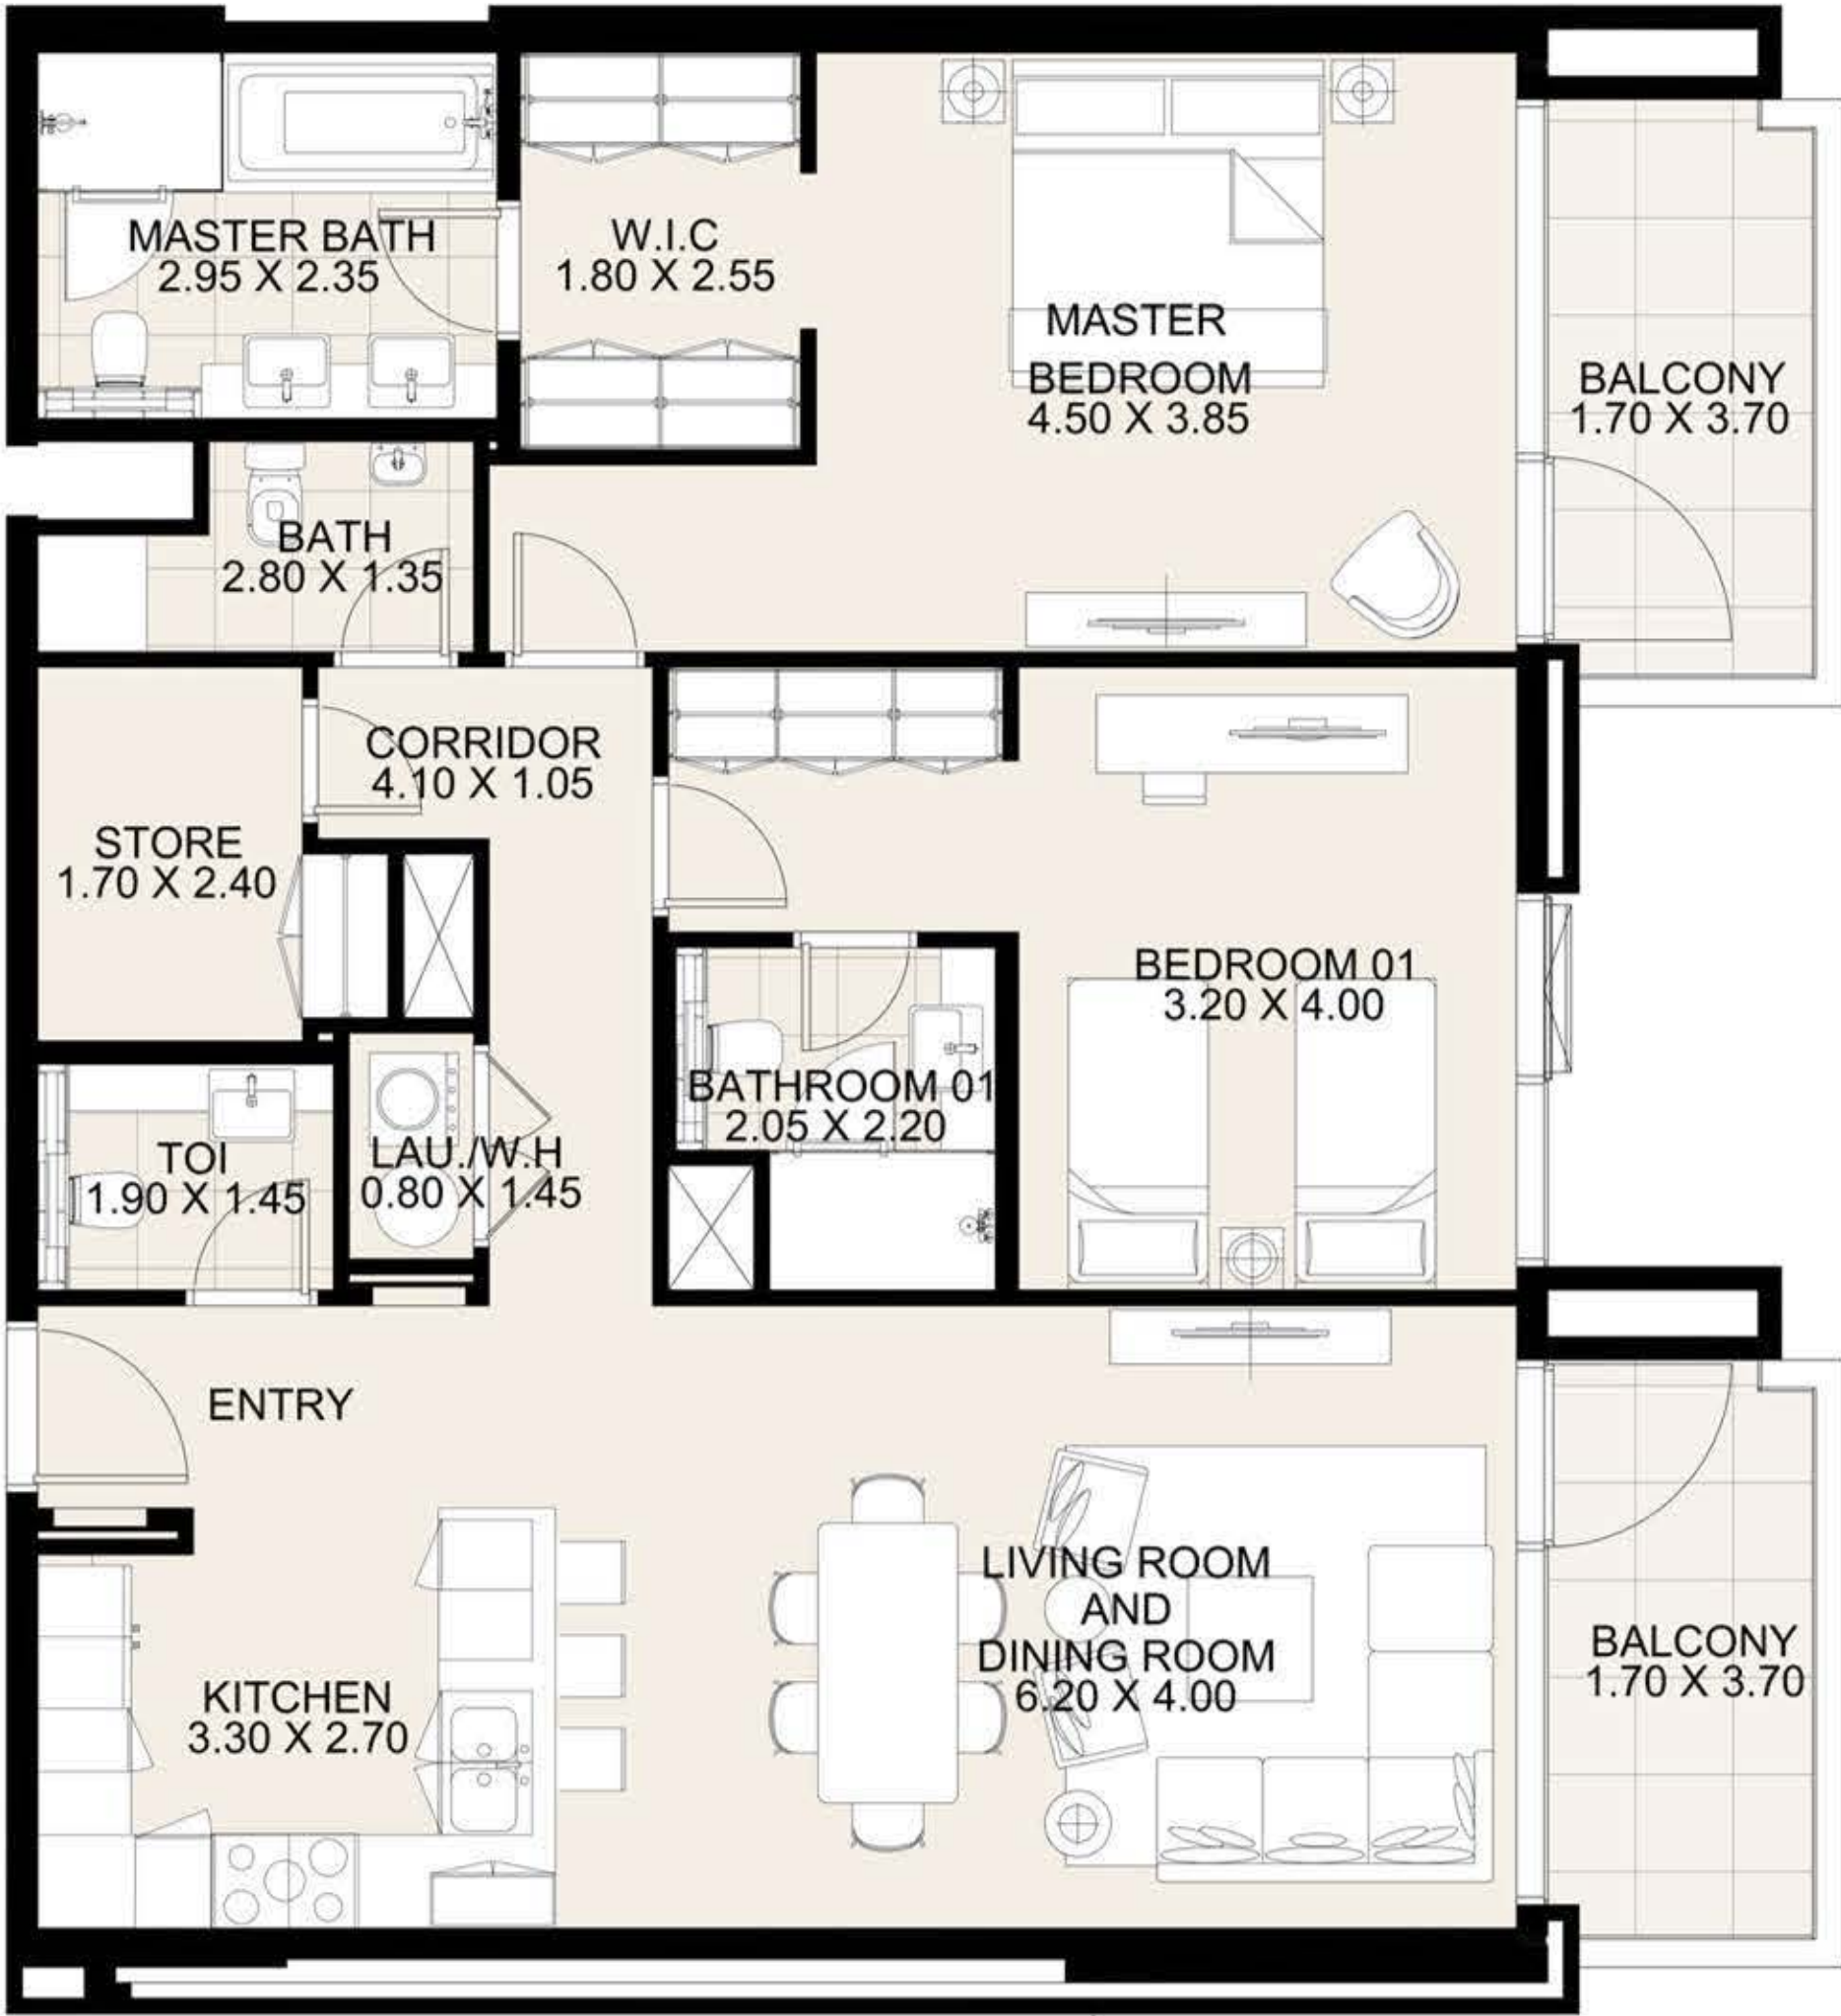 MASTER BATH
2.95 X 2.35
W.I.C
1.80 X 2.55
MASTER
BEDROOM
4.50 X 3.85
BALCONY
1.70 X 3.70
BATH
2.80 X 1.35
CORRIDOR
4.10 X 1.05
STORE
1.70 X 2.40
BEDROOM 01
3.20 X 4.00
BATHROOM 01
2.05 X 2.20
TOI
1.90 X 1.45
LAU./W.H
0.80 X 1.45
ENTRY
LIVING ROOM
AND
DINING ROOM
6.20 X 4.00
KITCHEN
3.30 X 2.70
BALCONY
1.70 X 3.70